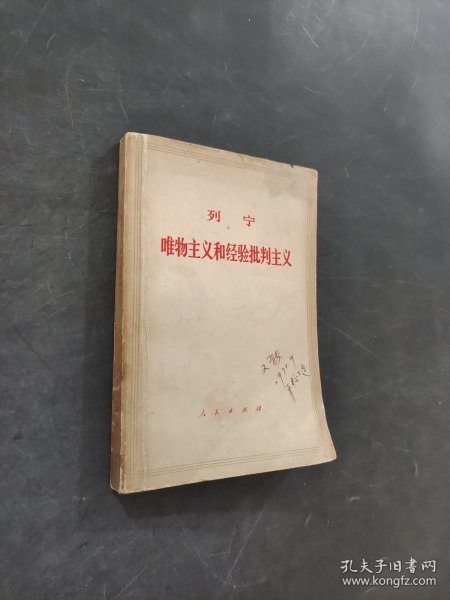 列 宁
唯物主义和经验批判主义
人民出版社
孔夫子旧书网
www.kongfz.com